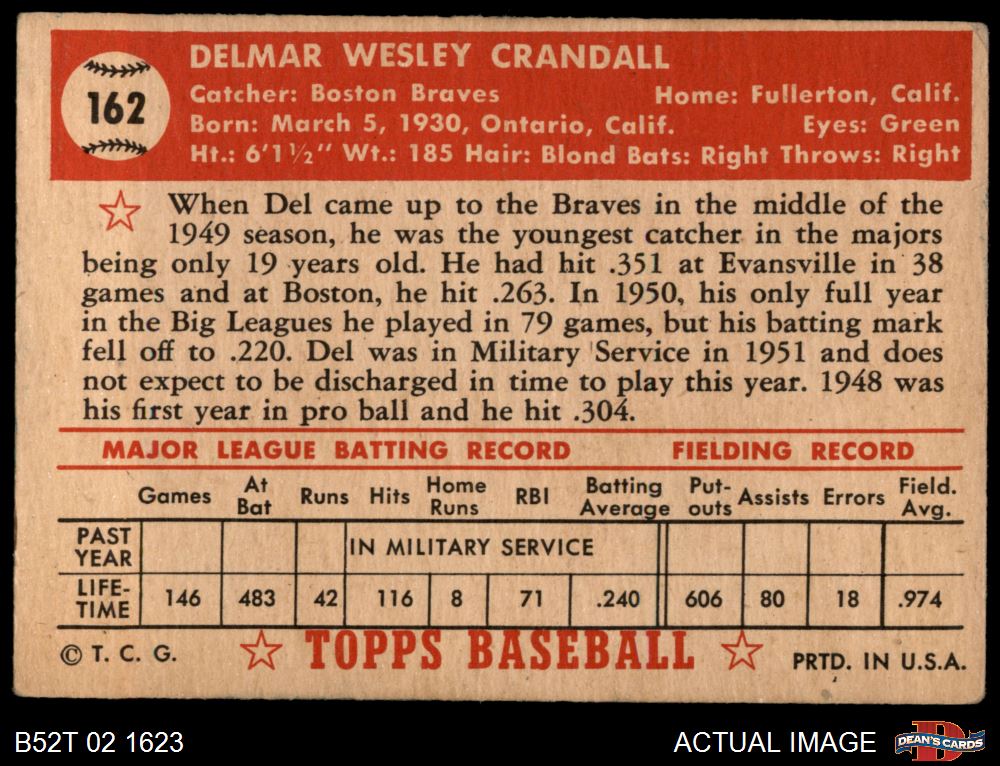 162
DELMAR WESLEY CRANDALL
Catcher: Boston Braves Home: Fullerton, Calif.
Born: March 5, 1930, Ontario, Calif. Eyes: Green
Ht.: 6'1½" Wt.: 185 Hair: Blond Bats: Right Throws: Right
When Del came up to the Braves in the middle of the
1949 season, he was the youngest catcher in the majors
being only 19 years old. He had hit .351 at Evansville in 38
games and at Boston, he hit .263. In 1950, his only full year
in the Big Leagues he played in 79 games, but his batting mark
fell off to .220. Del was in Military Service in 1951 and does
not expect to be discharged in time to play this year. 1948 was
his first year in pro ball and he hit .304.
MAJOR LEAGUE BATTING RECORD FIELDING RECORD
Games At Bat Runs Hits Home Runs RBI Batting Average Put-outs Assists Errors Field. Avg.
PAST YEAR IN MILITARY SERVICE
LIFE-TIME 146 483 42 116 8 71 .240 606 80 18 .974
© T. C. G. TOPPS BASEBALL PRTD. IN U.S.A.
B52T 02 1623 ACTUAL IMAGE DEAN'S CARDS